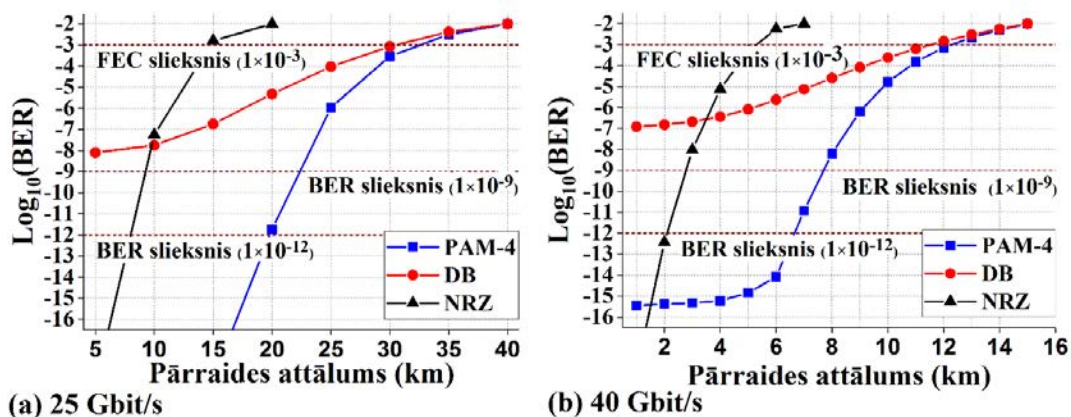 Log₁₀(BER)
-2
-3
-4
-5
-6
-7
-8
-9
-10
-11
-12
-13
-14
-15
-16
FEC slieksnis (1×10⁻³)
BER slieksnis (1×10⁻⁹)
BER slieksnis (1×10⁻¹²)
PAM-4
DB
NRZ
5 10 15 20 25 30 35 40
Pārraides attālums (km)
(a) 25 Gbit/s
Log₁₀(BER)
-2
-3
-4
-5
-6
-7
-8
-9
-10
-11
-12
-13
-14
-15
-16
FEC slieksnis (1×10⁻³)
BER slieksnis (1×10⁻⁹)
BER slieksnis (1×10⁻¹²)
PAM-4
DB
NRZ
2 4 6 8 10 12 14 16
Pārraides attālums (km)
(b) 40 Gbit/s